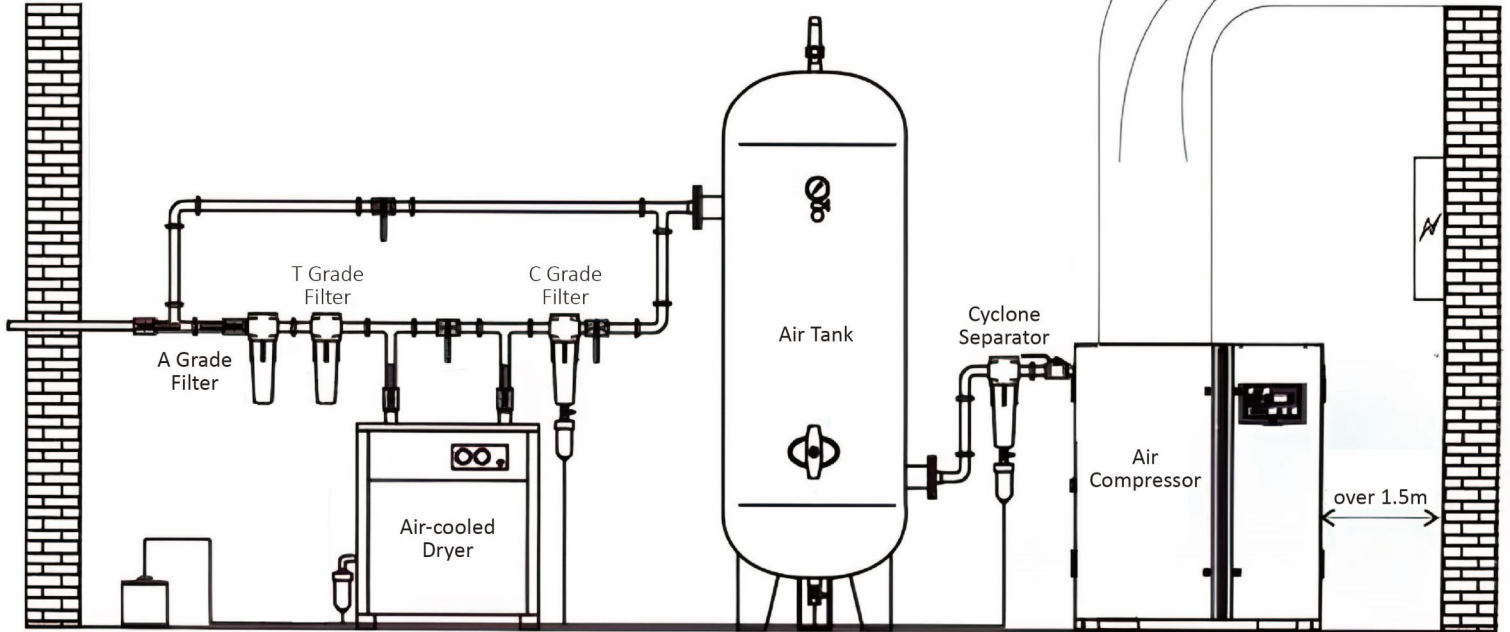 T Grade
Filter
C Grade
Filter
A Grade
Filter
Air Tank
Cyclone
Separator
Air
Compressor
over 1.5m
Air-cooled
Dryer